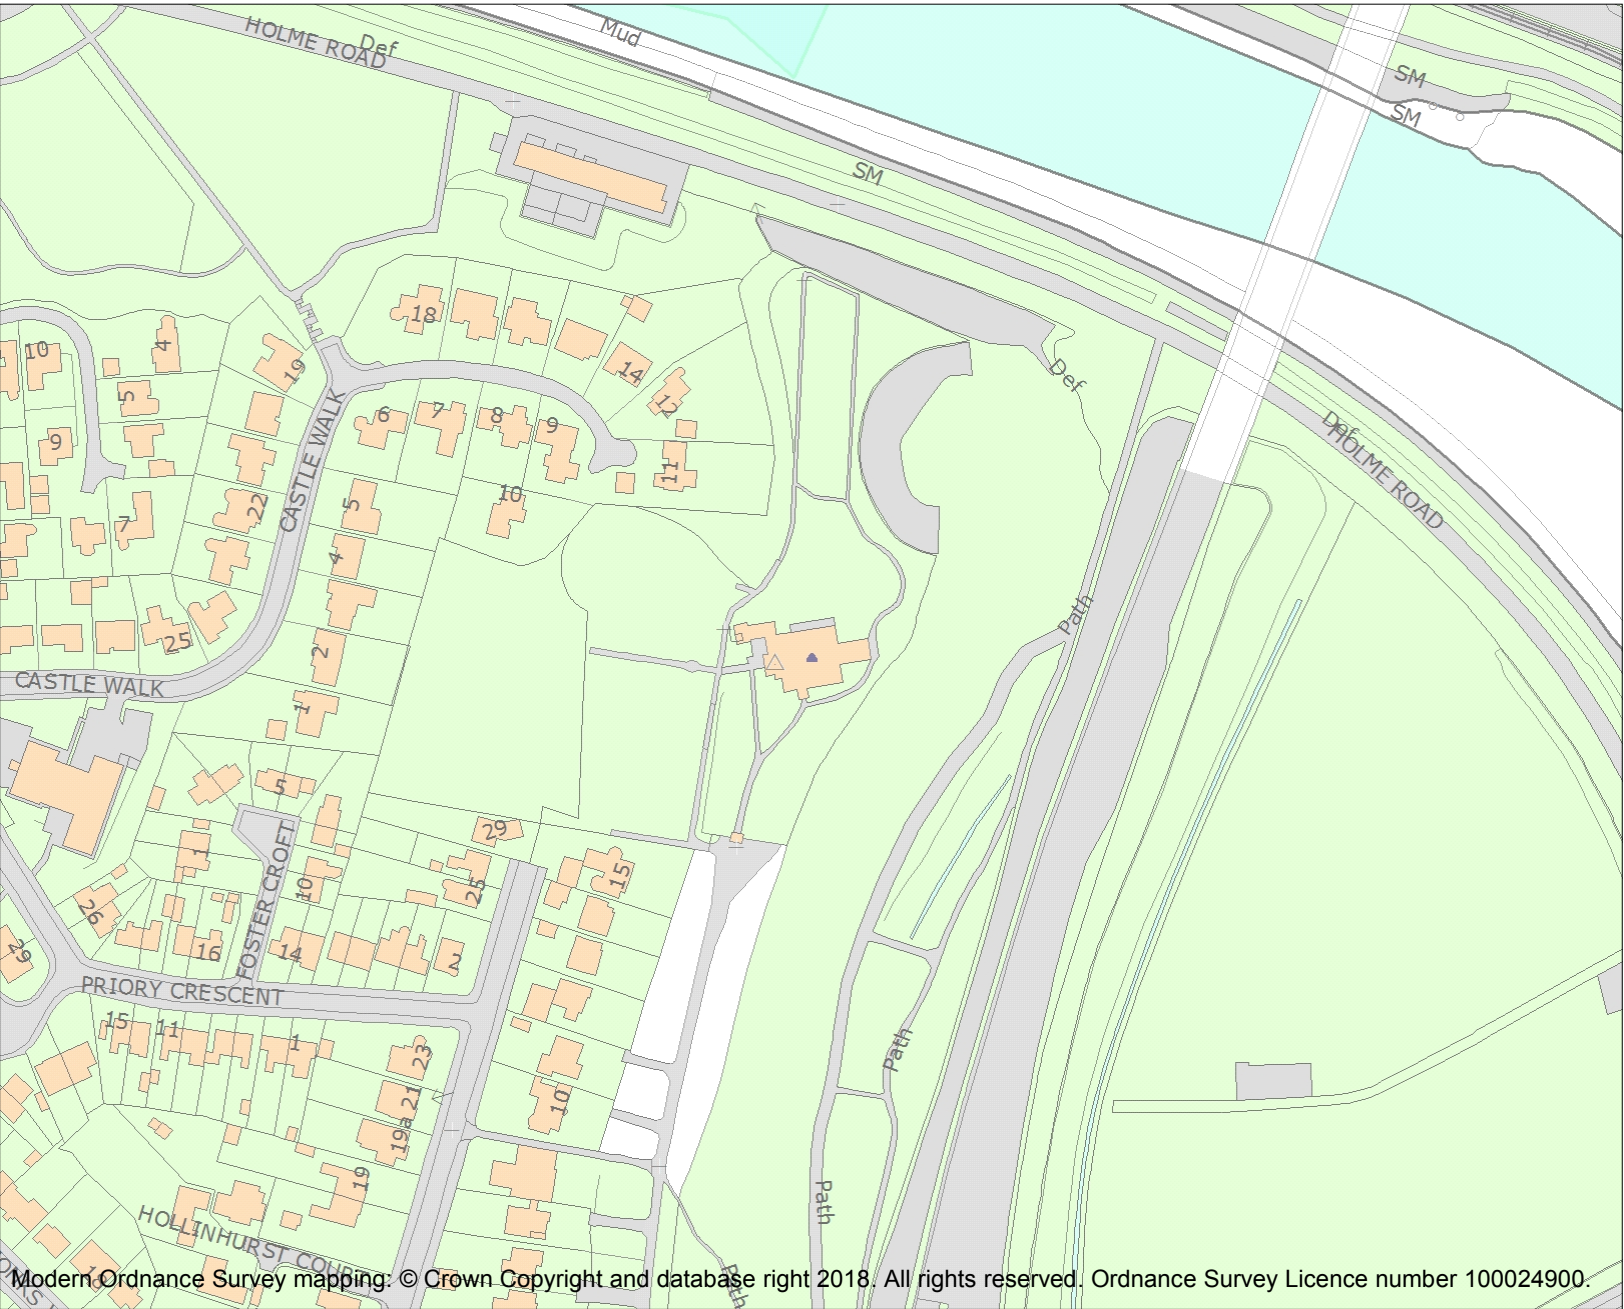 HOLME ROAD
Def
Mud
SM
SM
SM
18
14
12
11
10
4
5
9
7
19
6
7
8
9
10
5
4
2
1
22
25
CASTLE WALK
CASTLE WALK
Def
Def
HOLME ROAD
Path
5
1
10
FOSTER CROFT
29
25
15
26
29
16
14
2
PRIORY CRESCENT
15
11
1
23
21
19a
19
10
Path
Path
Path
HOLLINHURST COURT
18
Modern Ordnance Survey mapping: © Crown Copyright and database right 2018. All rights reserved. Ordnance Survey Licence number 100024900.